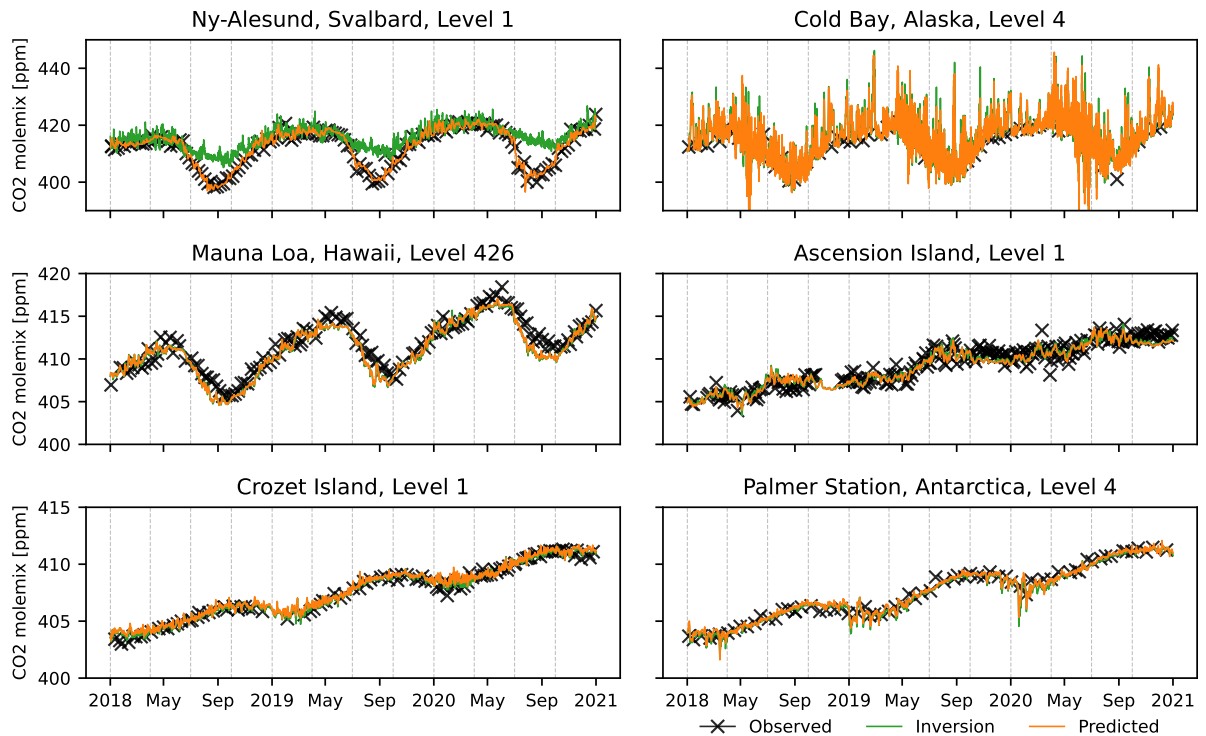 Ny-Alesund, Svalbard, Level 1
Cold Bay, Alaska, Level 4
CO2 molemix [ppm]
440
420
400
Mauna Loa, Hawaii, Level 426
Ascension Island, Level 1
CO2 molemix [ppm]
420
415
410
405
400
Crozet Island, Level 1
Palmer Station, Antarctica, Level 4
CO2 molemix [ppm]
415
410
405
400
2018 May Sep 2019 May Sep 2020 May Sep 2021
2018 May Sep 2019 May Sep 2020 May Sep 2021
Observed Inversion Predicted